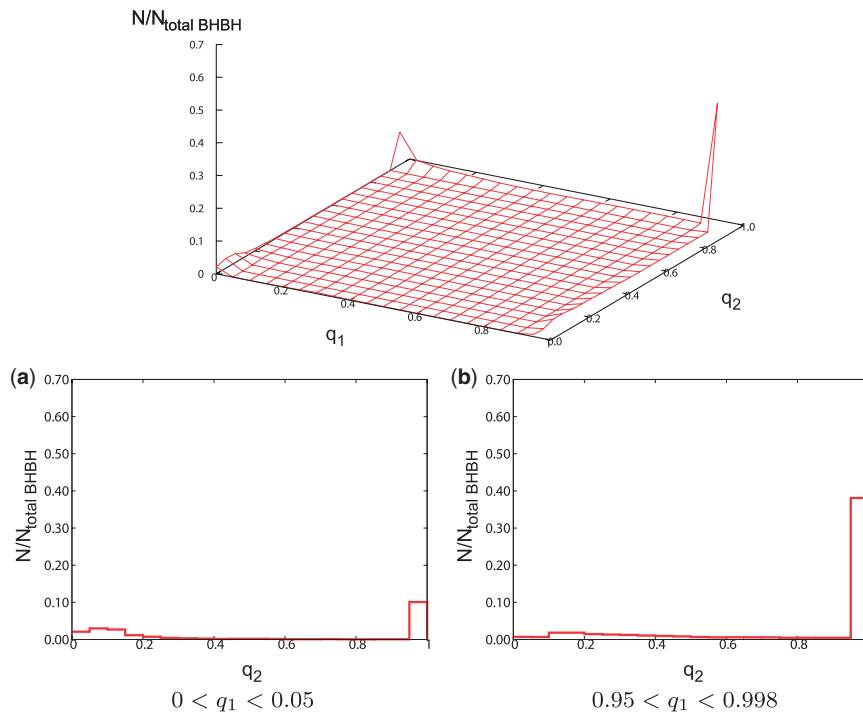 N/N_total BHBH
0.7
0.6
0.5
0.4
0.3
0.2
0.1
0
0 0.2 0.4 0.6 0.8 1
q_1
0.0 0.2 0.4 0.6 0.8 1.0
q_2
(a)
N/N_total BHBH
0.70
0.60
0.50
0.40
0.30
0.20
0.10
0.00
0 0.2 0.4 0.6 0.8 1
q_2
0 < q_1 < 0.05
(b)
N/N_total BHBH
0.70
0.60
0.50
0.40
0.30
0.20
0.10
0.00
0 0.2 0.4 0.6 0.8
q_2
0.95 < q_1 < 0.998